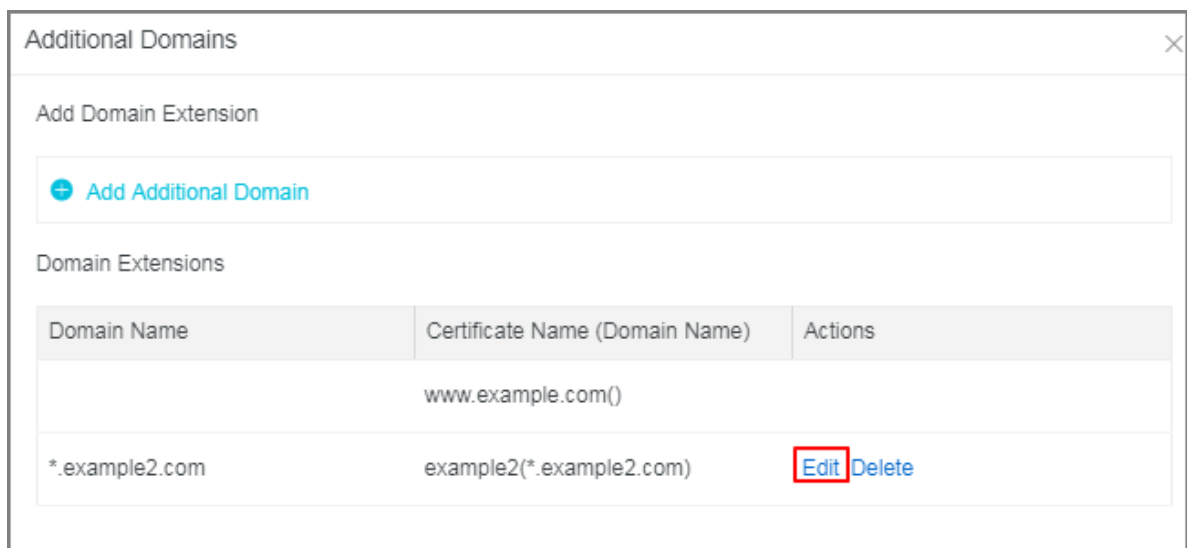 Additional Domains
Add Domain Extension
Add Additional Domain
Domain Extensions
Domain Name Certificate Name (Domain Name) Actions
www.example.com()
*.example2.com example2(*.example2.com) Edit Delete